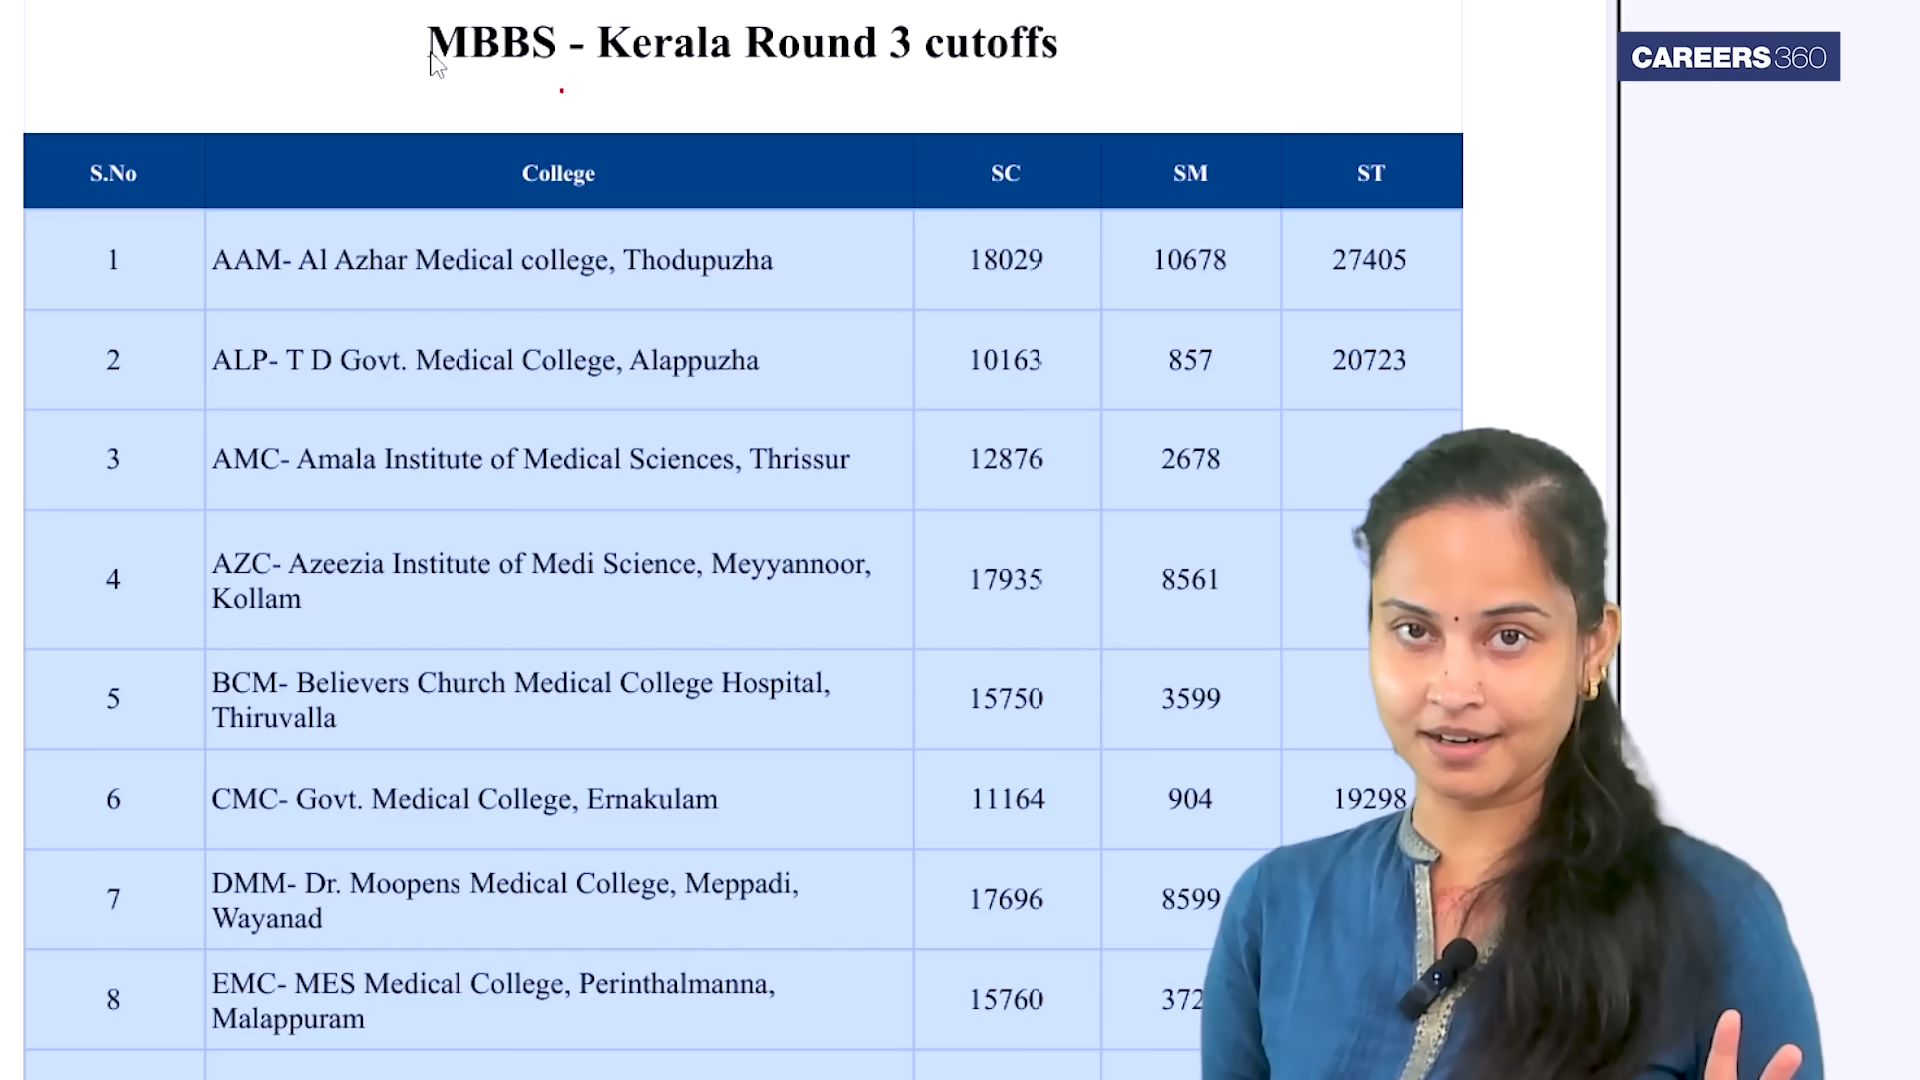 MBBS - Kerala Round 3 cutoffs
CAREERS360
S.No College SC SM ST
1 AAM- Al Azhar Medical college, Thodupuzha 18029 10678 27405
2 ALP- T D Govt. Medical College, Alappuzha 10163 857 20723
3 AMC- Amala Institute of Medical Sciences, Thrissur 12876 2678
4 AZC- Azeezia Institute of Medi Science, Meyyannoor,
Kollam 17935 8561
5 BCM- Believers Church Medical College Hospital,
Thiruvalla 15750 3599
6 CMC- Govt. Medical College, Ernakulam 11164 904 19298
7 DMM- Dr. Moopens Medical College, Meppadi,
Wayanad 17696 8599
8 EMC- MES Medical College, Perinthalmanna,
Malappuram 15760